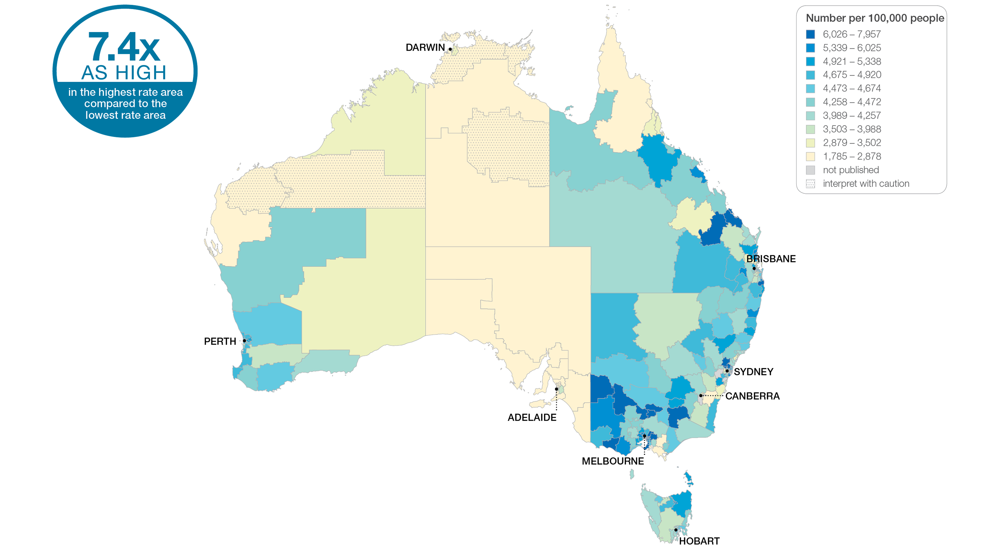 7.4x
AS HIGH
in the highest rate area
compared to the
lowest rate area
Number per 100,000 people
6,026 – 7,957
5,339 – 6,025
4,921 – 5,338
4,675 – 4,920
4,473 – 4,674
4,258 – 4,472
3,989 – 4,257
3,503 – 3,988
2,879 – 3,502
1,785 – 2,878
not published
interpret with caution
DARWIN
BRISBANE
PERTH
SYDNEY
CANBERRA
ADELAIDE
MELBOURNE
HOBART